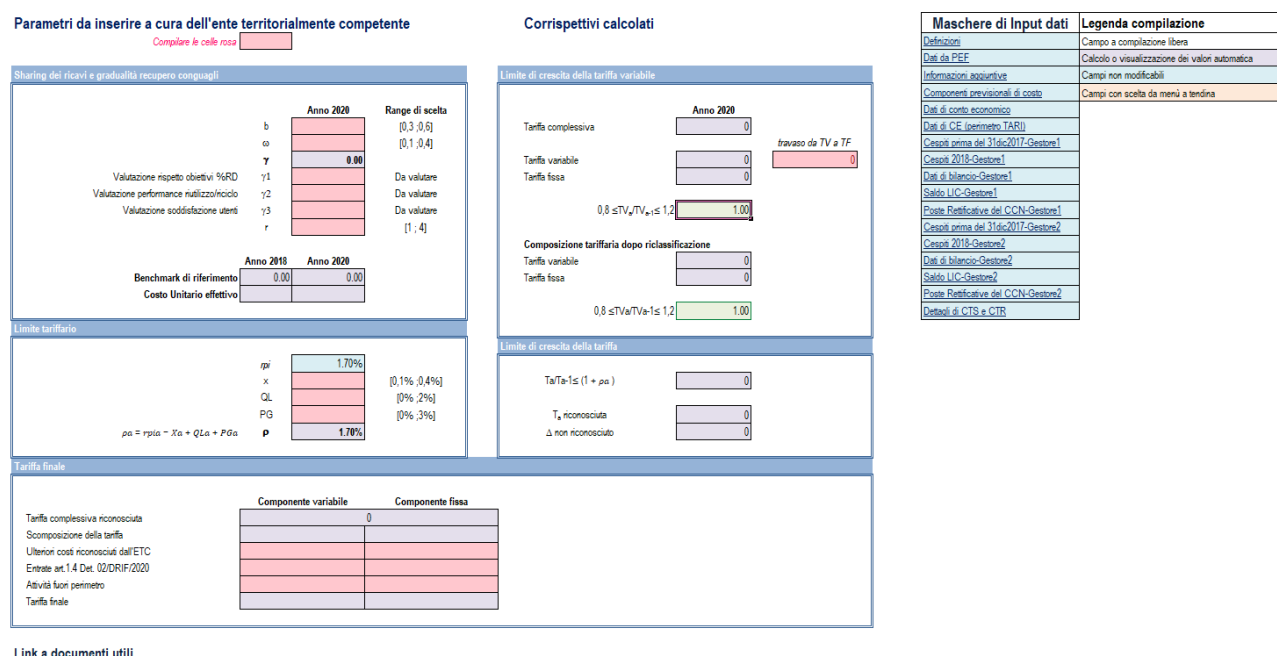 Parametri da inserire a cura dell'ente territorialmente competente
Compilare le celle rosa
Sharing dei ricavi e gradualità recupero conguagli
Anno 2020 Range di scelta
b [0,3 ;0,6]
ω [0,1 ;0,4]
γ 0.00
Valutazione rispetto obiettivi %RD γ1 Da valutare
Valutazione performance riutilizzo/riciclo γ2 Da valutare
Valutazione soddisfazione utenti γ3 Da valutare
r [1 ; 4]
Anno 2018 Anno 2020
Benchmark di riferimento 0.00 0.00
Costo Unitario effettivo
Limite tariffario
rpi 1.70%
x [0,1% ;0,4%]
QL [0% ;2%]
PG [0% ;3%]
ρa = rpia − Xa + QLa + PGa ρ 1.70%
Corrispettivi calcolati
Limite di crescita della tariffa variabile
Anno 2020
Tariffa complessiva 0
travaso da TV a TF
Tariffa variabile 0 0
Tariffa fissa 0
0,8 ≤TVa/TVa-1≤ 1,2 1.00
Composizione tariffaria dopo riclassificazione
Tariffa variabile 0
Tariffa fissa 0
0,8 ≤TVa/TVa-1≤ 1,2 1.00
Limite di crescita della tariffa
Ta/Ta-1≤ (1 + ρa ) 0
Ta riconosciuta 0
Δ non riconosciuto 0
Tariffa finale
Componente variabile Componente fissa
Tariffa complessiva riconosciuta 0
Scomposizione della tariffa
Ulteriori costi riconosciuti dall'ETC
Entrate art.1.4 Det. 02/DRIF/2020
Attività fuori perimetro
Tariffa finale
Link a documenti utili
Maschere di Input dati Legenda compilazione
Definizioni Campo a compilazione libera
Dati da PEF Calcolo o visualizzazione dei valori automatica
Informazioni aggiuntive Campi non modificabili
Componenti previsionali di costo Campi con scelta da menù a tendina
Dati di conto economico
Dati di CE (perimetro TARI)
Cespiti prima del 31dic2017-Gestore1
Cespiti 2018-Gestore1
Dati di bilancio-Gestore1
Saldo LIC-Gestore1
Poste Rettificative del CCN-Gestore1
Cespiti prima del 31dic2017-Gestore2
Cespiti 2018-Gestore2
Dati di bilancio-Gestore2
Saldo LIC-Gestore2
Poste Rettificative del CCN-Gestore2
Dettagli di CTS e CTR